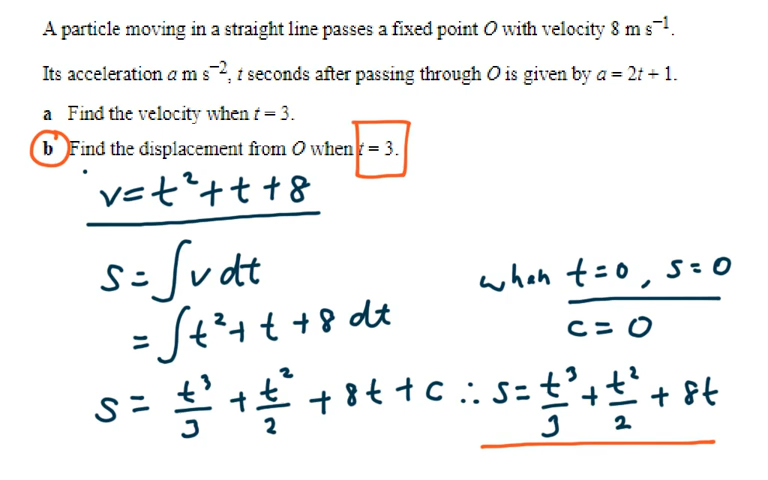 A particle moving in a straight line passes a fixed point O with velocity 8 m s⁻¹.
Its acceleration a m s⁻², t seconds after passing through O is given by a = 2t + 1.
a Find the velocity when t = 3.
b Find the displacement from O when t = 3.
v = t² + t + 8
s = ∫ v dt
when t = 0, s = 0
= ∫ t² + t + 8 dt
c = 0
s = t³/3 + t²/2 + 8t + c ∴ s = t³/3 + t²/2 + 8t